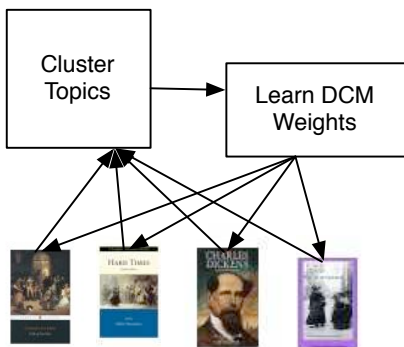 Cluster
Topics
Learn DCM
Weights
HARD TIMES
CHARLES
DICKENS